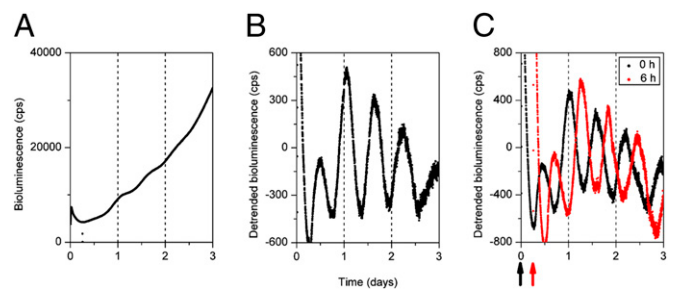 A
B
C
40000
20000
0
0
1
2
3
Bioluminescence (cps)
600
300
0
-300
-600
0
1
2
3
Detrended bioluminescence (cps)
Time (days)
800
400
0
-400
-800
0
1
2
3
Detrended bioluminescence (cps)
0 h
6 h